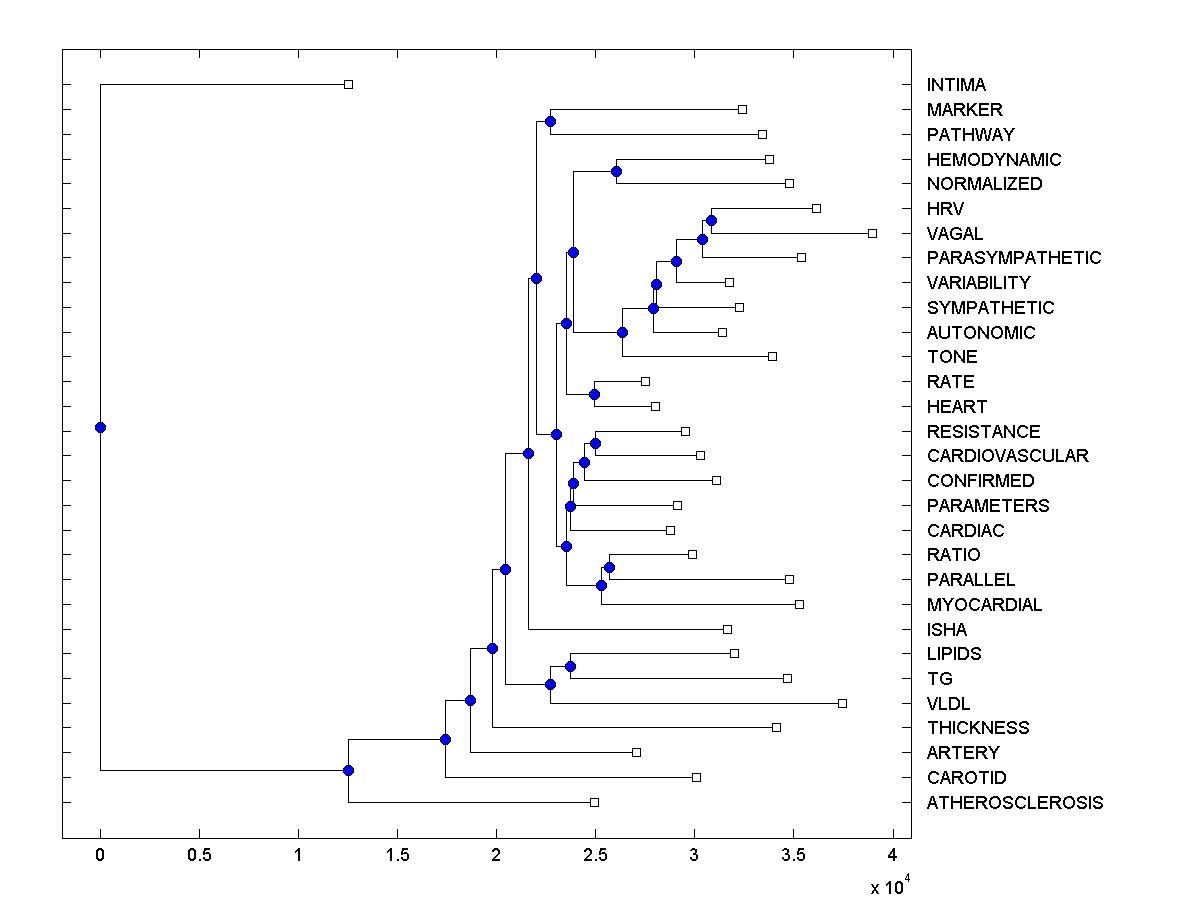 INTIMA
MARKER
PATHWAY
HEMODYNAMIC
NORMALIZED
HRV
VAGAL
PARASYMPATHETIC
VARIABILITY
SYMPATHETIC
AUTONOMIC
TONE
RATE
HEART
RESISTANCE
CARDIOVASCULAR
CONFIRMED
PARAMETERS
CARDIAC
RATIO
PARALLEL
MYOCARDIAL
ISHA
LIPIDS
TG
VLDL
THICKNESS
ARTERY
CAROTID
ATHEROSCLEROSIS
0 0.5 1 1.5 2 2.5 3 3.5 4
x 10^4